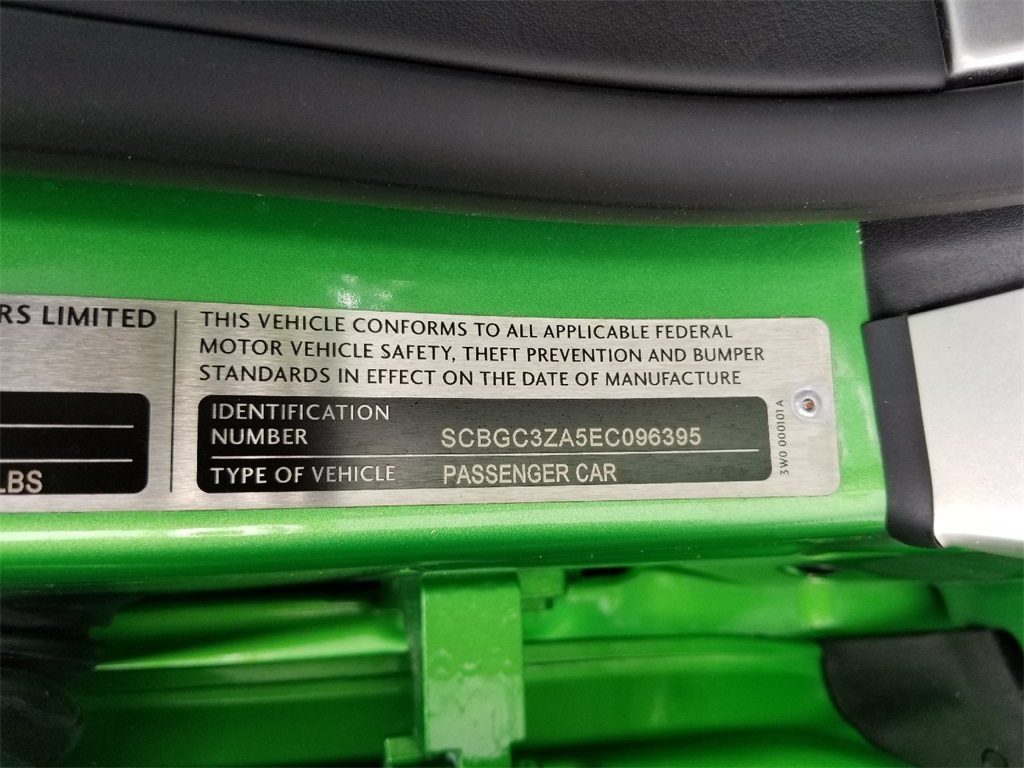 RS LIMITED
LBS
THIS VEHICLE CONFORMS TO ALL APPLICABLE FEDERAL
MOTOR VEHICLE SAFETY, THEFT PREVENTION AND BUMPER
STANDARDS IN EFFECT ON THE DATE OF MANUFACTURE
IDENTIFICATION
NUMBER SCBGC3ZA5EC096395
TYPE OF VEHICLE PASSENGER CAR
3W0 000101A